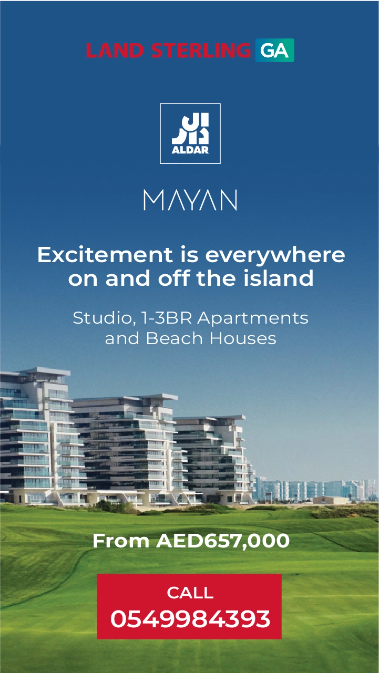 LAND STERLING GA
الدار
ALDAR
MAYAN
Excitement is everywhere
on and off the island
Studio, 1-3BR Apartments
and Beach Houses
From AED657,000
CALL
0549984393